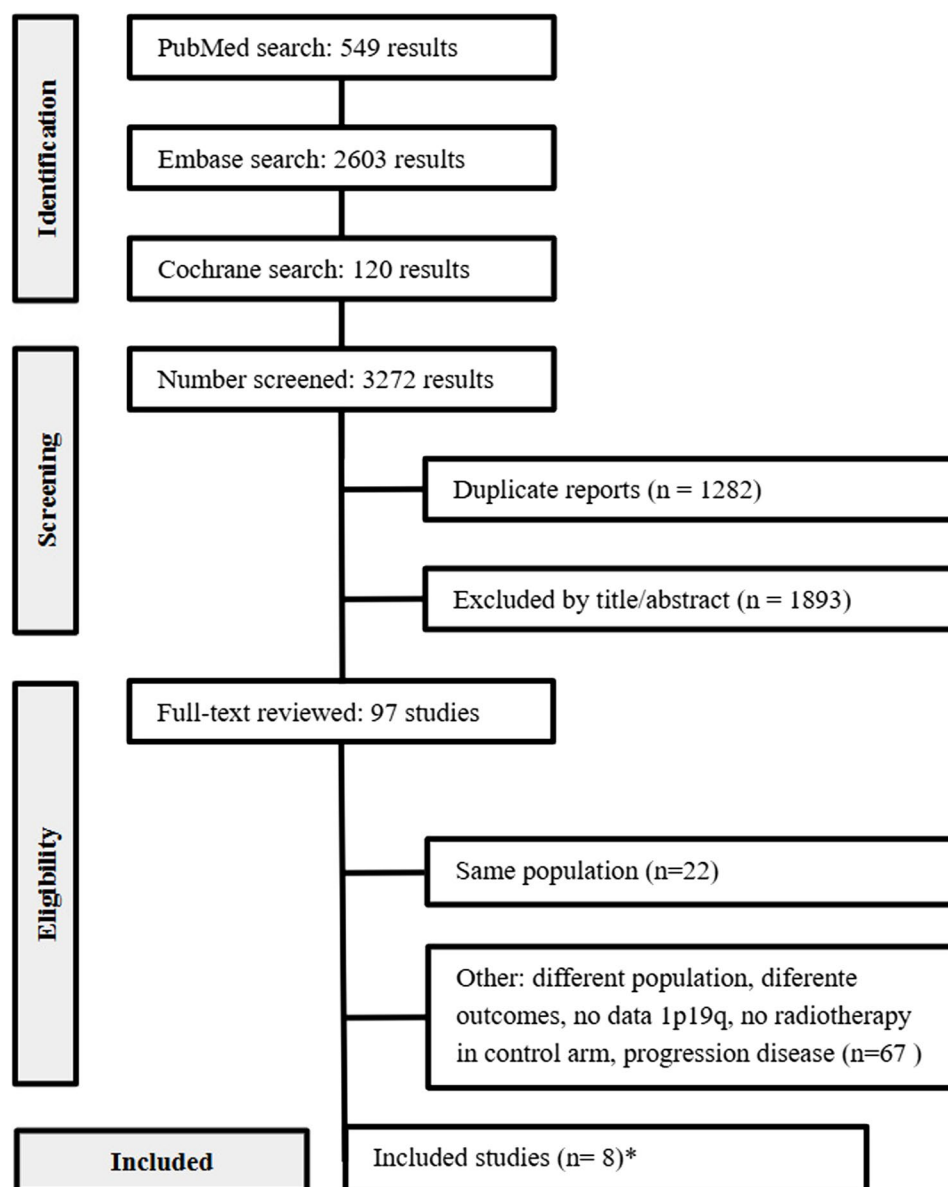 Identification
PubMed search: 549 results
Embase search: 2603 results
Cochrane search: 120 results
Screening
Number screened: 3272 results
Duplicate reports (n = 1282)
Excluded by title/abstract (n = 1893)
Eligibility
Full-text reviewed: 97 studies
Same population (n=22)
Other: different population, diferente
outcomes, no data 1p19q, no radiotherapy
in control arm, progression disease (n=67 )
Included
Included studies (n= 8)*